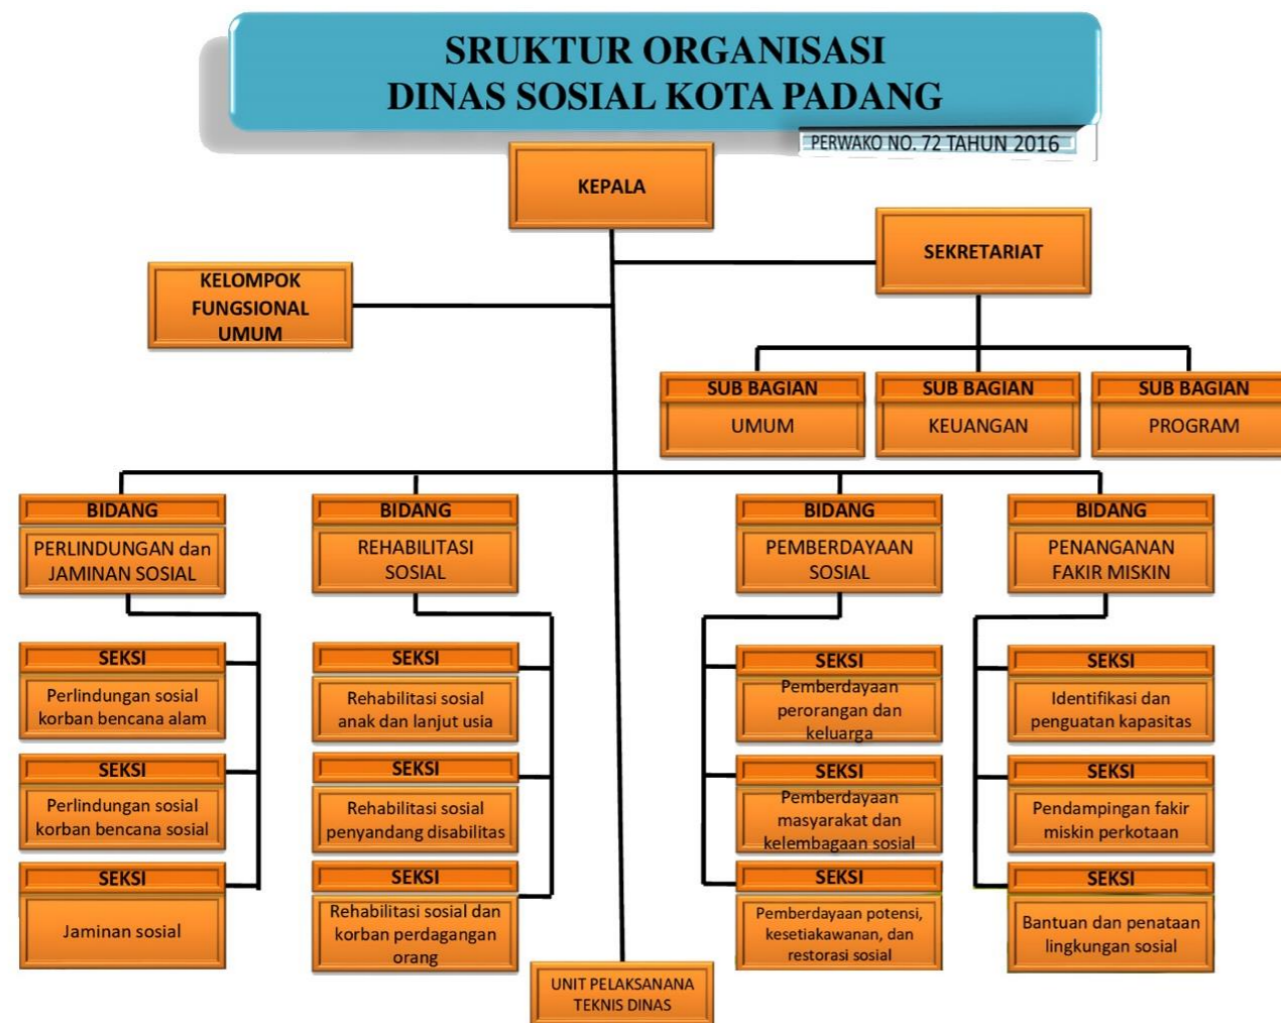 SRUKTUR ORGANISASI
DINAS SOSIAL KOTA PADANG
PERWAKO NO. 72 TAHUN 2016
KEPALA
SEKRETARIAT
KELOMPOK
FUNGSIONAL
UMUM
SUB BAGIAN
UMUM
SUB BAGIAN
KEUANGAN
SUB BAGIAN
PROGRAM
BIDANG
PERLINDUNGAN dan
JAMINAN SOSIAL
SEKSI
Perlindungan sosial
korban bencana alam
SEKSI
Perlindungan sosial
korban bencana sosial
SEKSI
Jaminan sosial
BIDANG
REHABILITASI
SOSIAL
SEKSI
Rehabilitasi sosial
anak dan lanjut usia
SEKSI
Rehabilitasi sosial
penyandang disabilitas
SEKSI
Rehabilitasi sosial dan
korban perdagangan
orang
BIDANG
PEMBERDAYAAN
SOSIAL
SEKSI
Pemberdayaan
perorangan dan
keluarga
SEKSI
Pemberdayaan
masyarakat dan
kelembagaan sosial
SEKSI
Pemberdayaan potensi,
kesetiakawanan, dan
restorasi sosial
BIDANG
PENANGANAN
FAKIR MISKIN
SEKSI
Identifikasi dan
penguatan kapasitas
SEKSI
Pendampingan fakir
miskin perkotaan
SEKSI
Bantuan dan penataan
lingkungan sosial
UNIT PELAKSANANA
TEKNIS DINAS